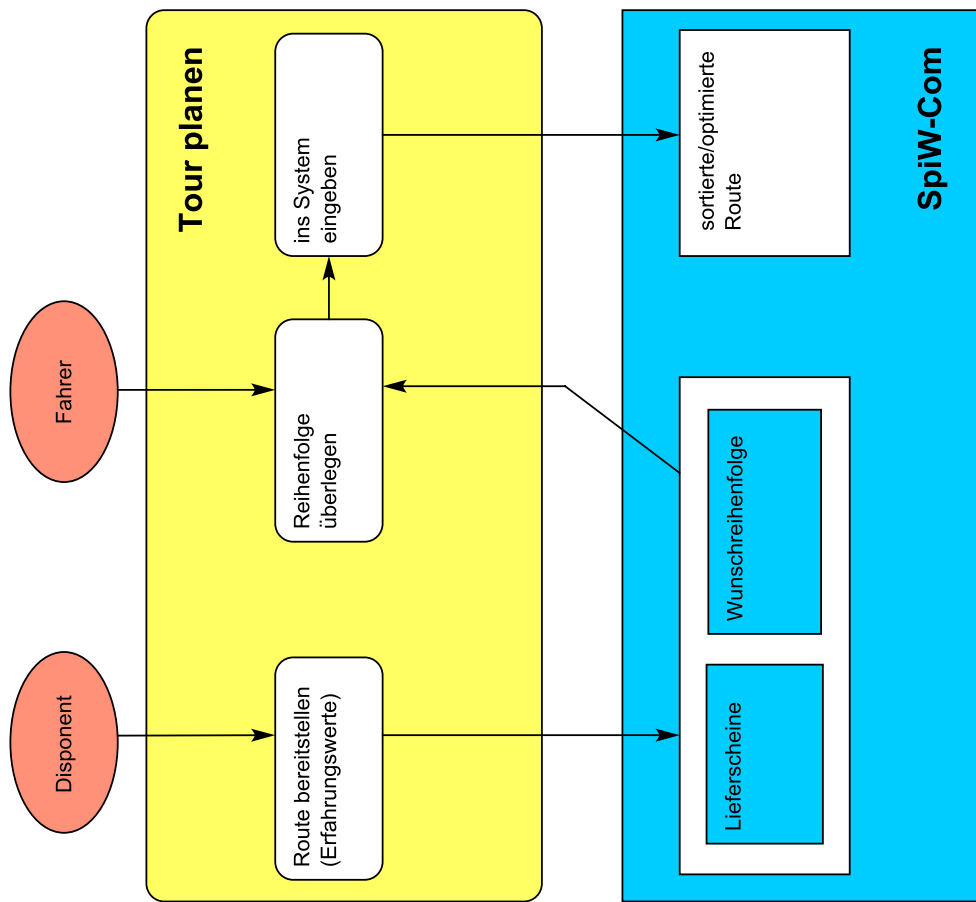 Disponent
Fahrer
Tour planen
Route bereitstellen
(Erfahrungswerte)
Reihenfolge
überlegen
ins System
eingeben
Lieferscheine
Wunschreihenfolge
sortierte/optimierte
Route
SpiW-Com